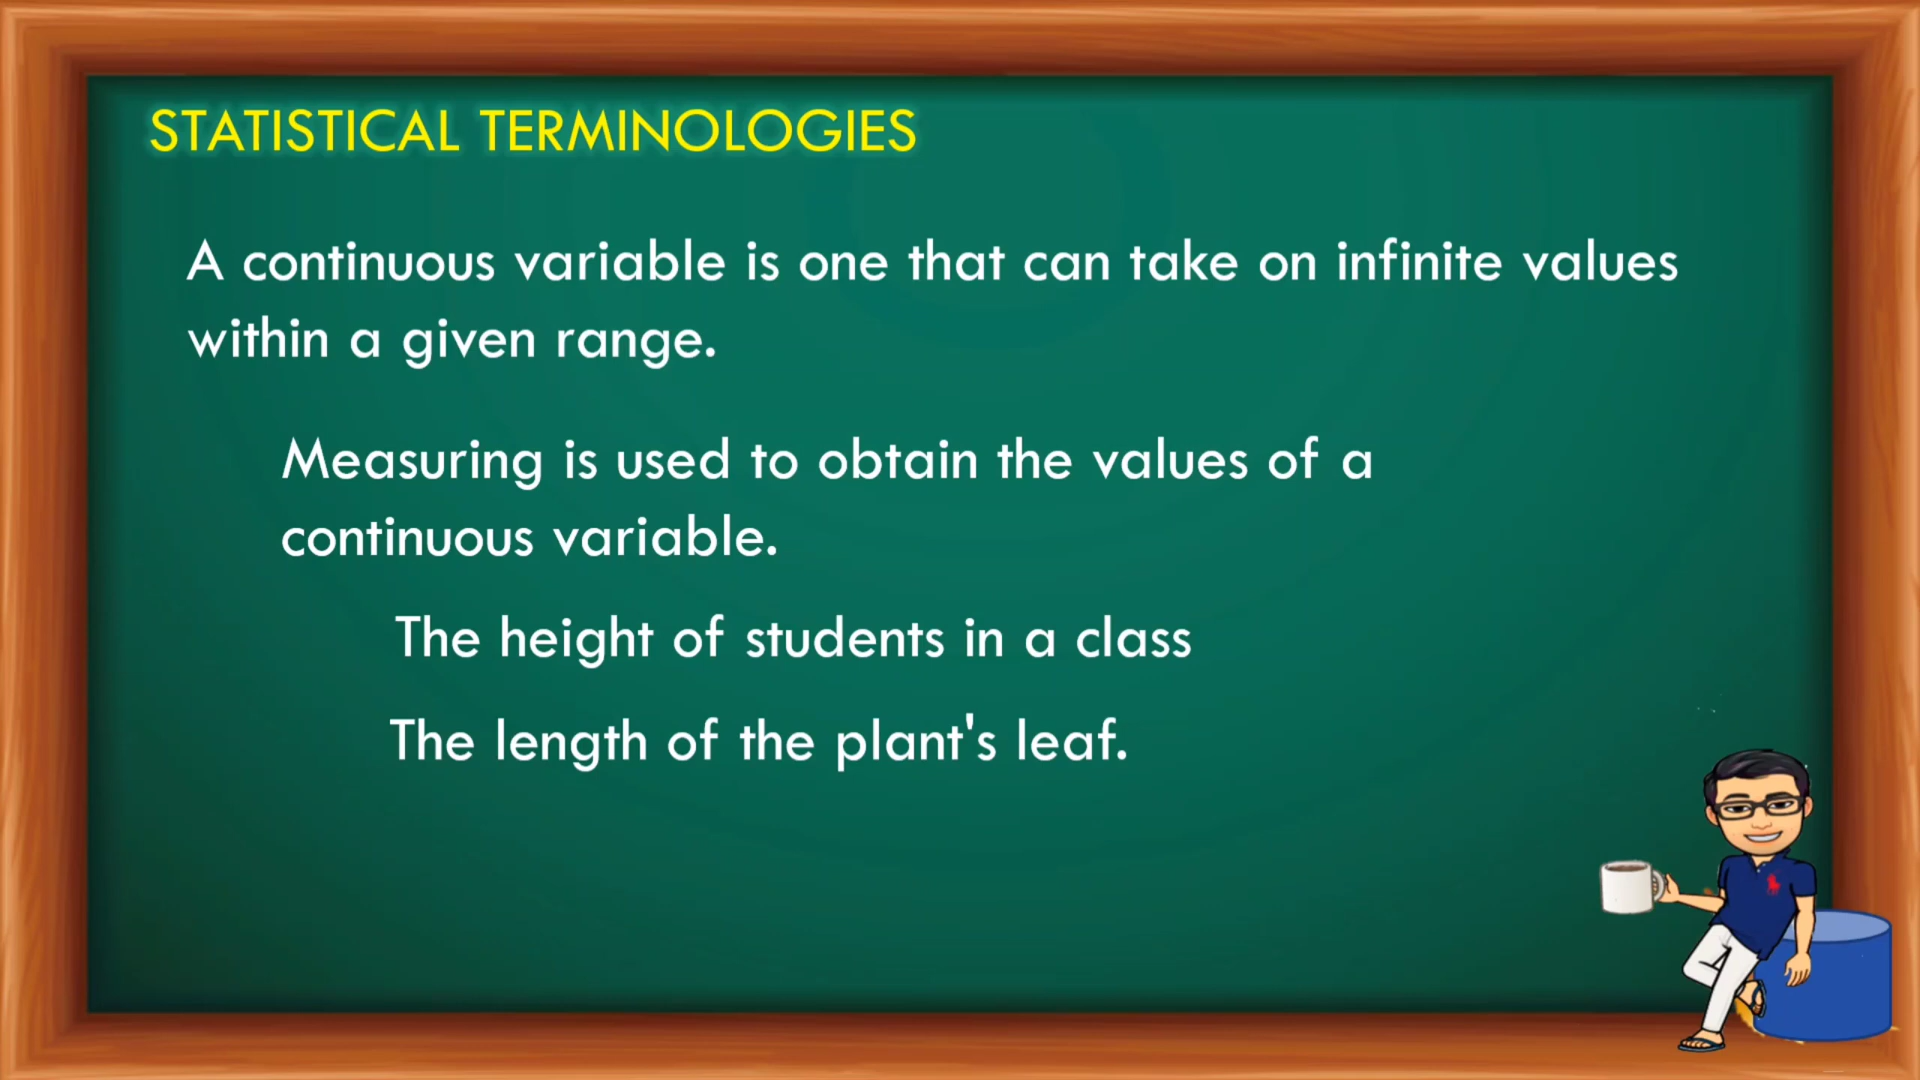 STATISTICAL TERMINOLOGIES
A continuous variable is one that can take on infinite values
within a given range.
Measuring is used to obtain the values of a
continuous variable.
The height of students in a class
The length of the plant's leaf.